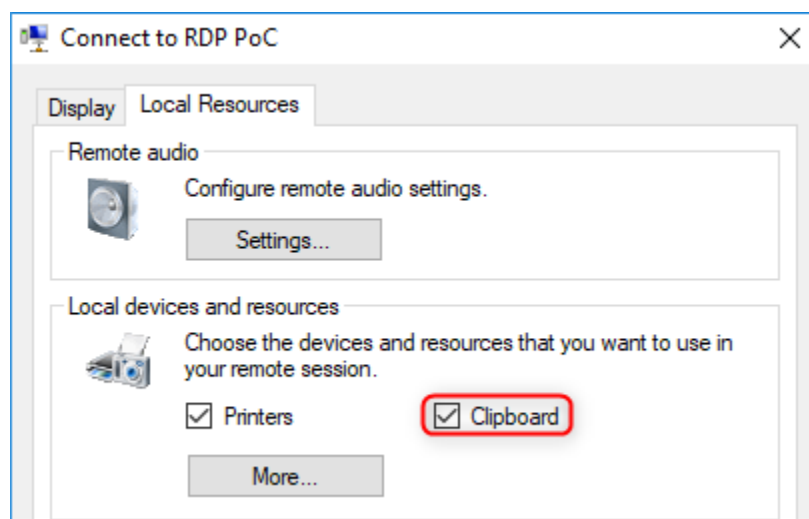 Connect to RDP PoC
Display Local Resources
Remote audio
Configure remote audio settings.
Settings...
Local devices and resources
Choose the devices and resources that you want to use in
your remote session.
Printers Clipboard
More...